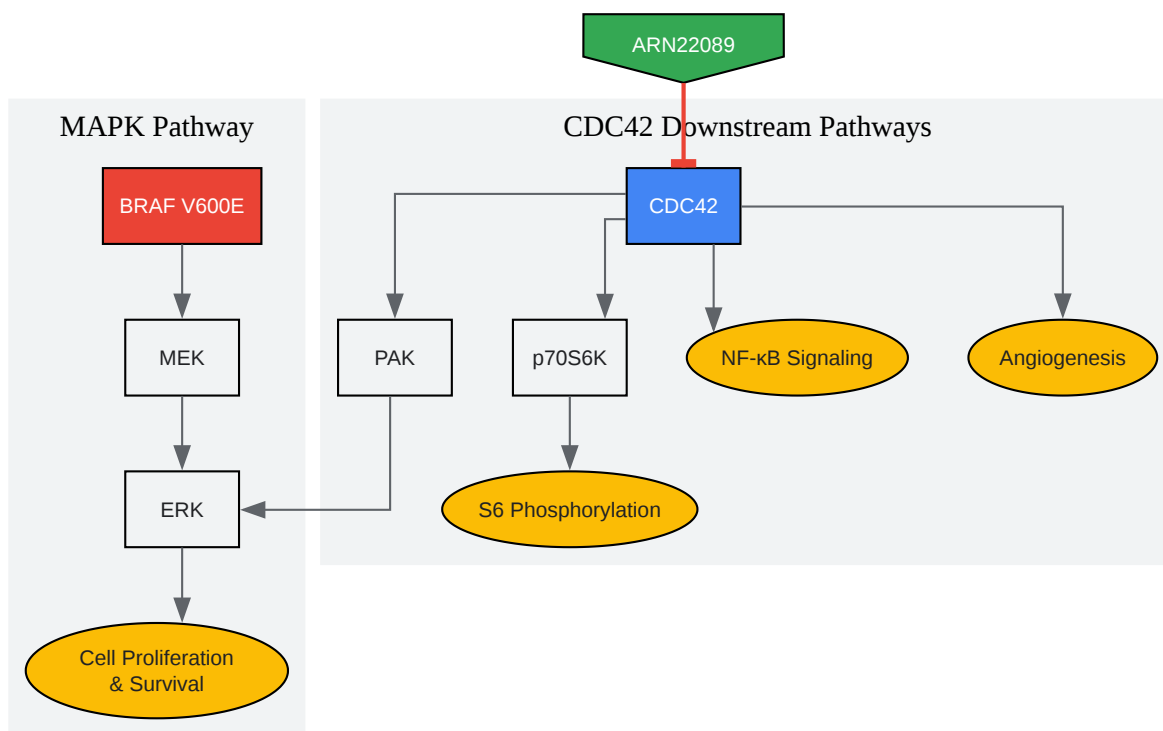 ARN22089
MAPK Pathway
CDC42 Downstream Pathways
BRAF V600E
CDC42
MEK
PAK
p70S6K
NF-κB Signaling
Angiogenesis
ERK
S6 Phosphorylation
Cell Proliferation
& Survival